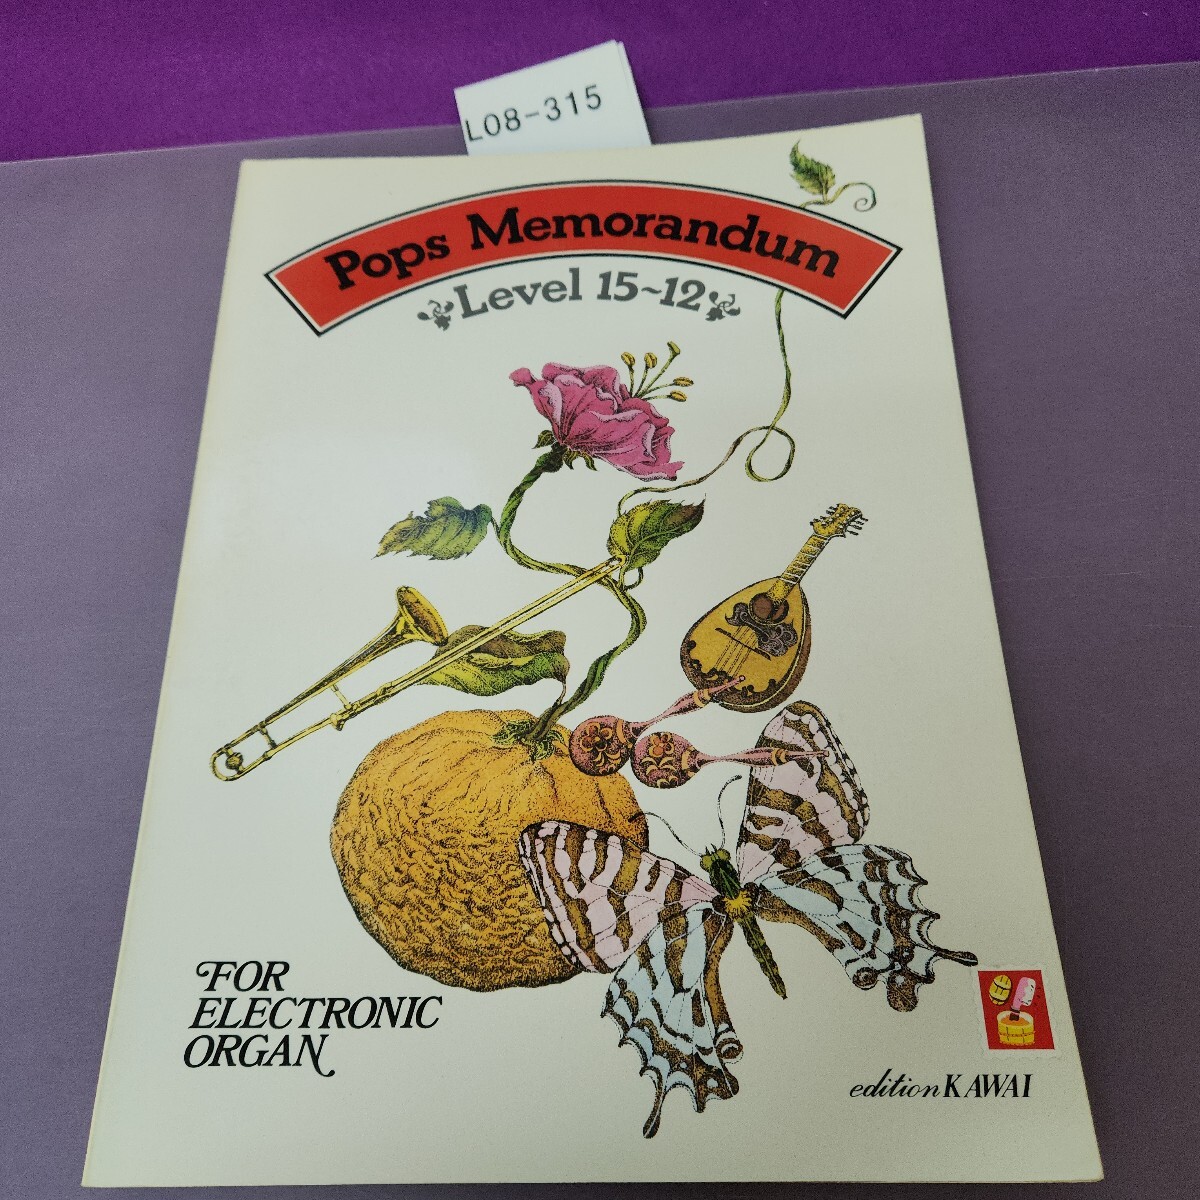 L08-315
Pops Memorandum
Level 15~12
FOR
ELECTRONIC
ORGAN
edition KAWAI